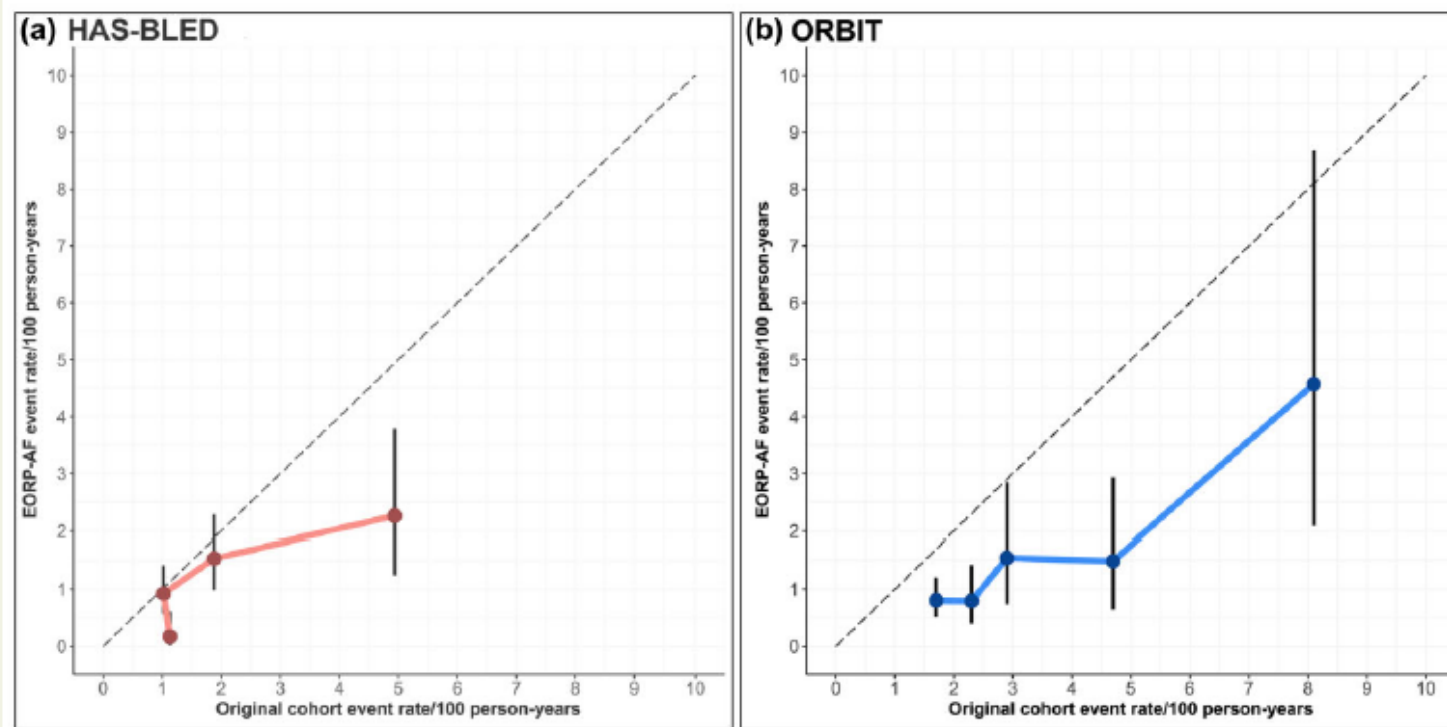 (a) HAS-BLED
EORP-AF event rate/100 person-years
10
9
8
7
6
5
4
3
2
1
0
0 1 2 3 4 5 6 7 8 9 10
Original cohort event rate/100 person-years
(b) ORBIT
EORP-AF event rate/100 person-years
10
9
8
7
6
5
4
3
2
1
0
0 1 2 3 4 5 6 7 8 9 10
Original cohort event rate/100 person-years